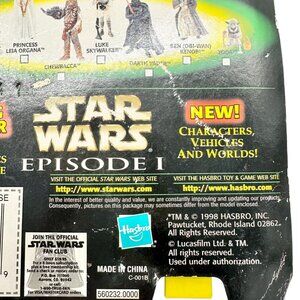 PRINCESS
LEIA ORGANA
CHEWBACCA
LUKE
SKYWALKER
DARTH VADER
BEN (OBI-WAN)
KENOBI
YODA
STAR
WARS
EPISODE I
NEW!
CHARACTERS,
VEHICLES
AND WORLDS!
VISIT THE OFFICIAL STAR WARS WEB SITE
http://www.starwars.com
VISIT THE HASBRO TOY & GAME WEB SITE
http://www.hasbro.com
In the interest of better quality and value, we are constantly improving and updating our products.
Consequently, pictures on this package may sometimes differ from the model enclosed.
JOIN THE
OFFICIAL
STAR
WARS
FAN CLUB
Hasbro
MADE IN CHINA
C-001B
560232.0000
™ & © 1998 HASBRO, INC.
Pawtucket, Rhode Island 02862.
All Rights Reserved.
© Lucasfilm Ltd. & TM.
All Rights Reserved.
Used under authorization.